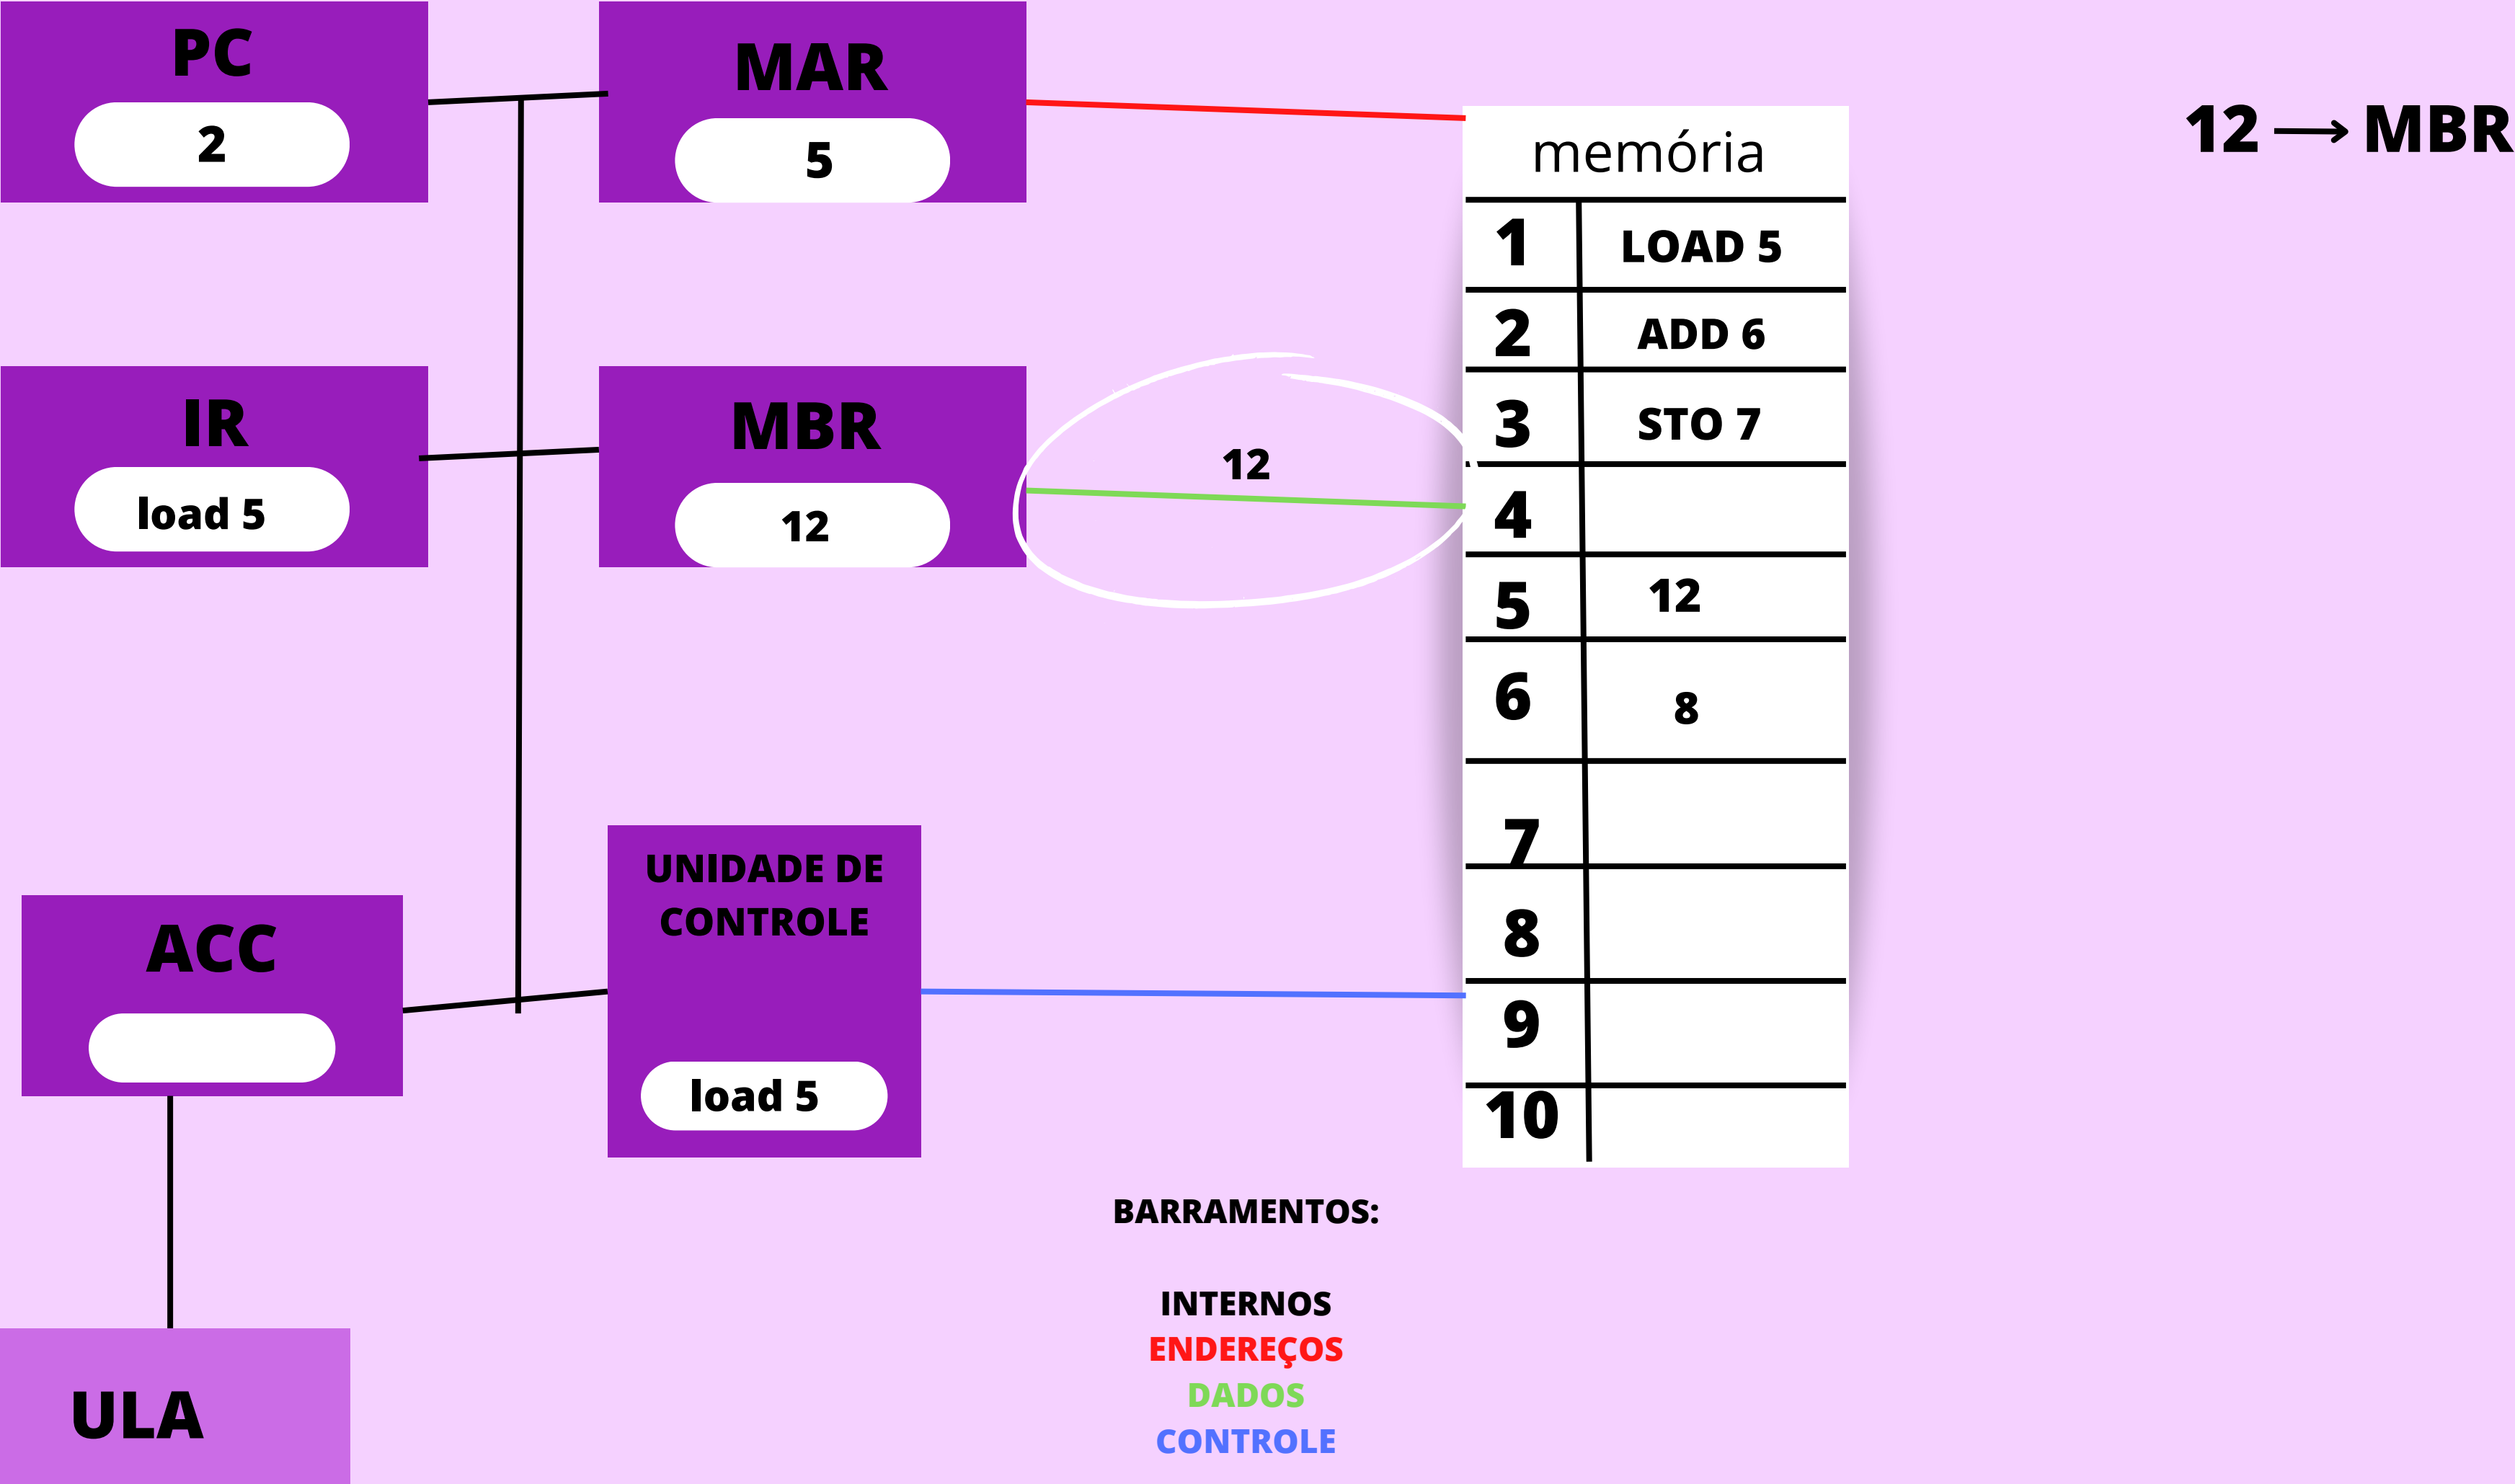 PC
2
MAR
5
12 → MBR
memória
1 LOAD 5
2 ADD 6
3 STO 7
4
5 12
6 8
7
8
9
10
IR
load 5
MBR
12
12
ACC
UNIDADE DE
CONTROLE
load 5
ULA
BARRAMENTOS:
INTERNOS
ENDEREÇOS
DADOS
CONTROLE